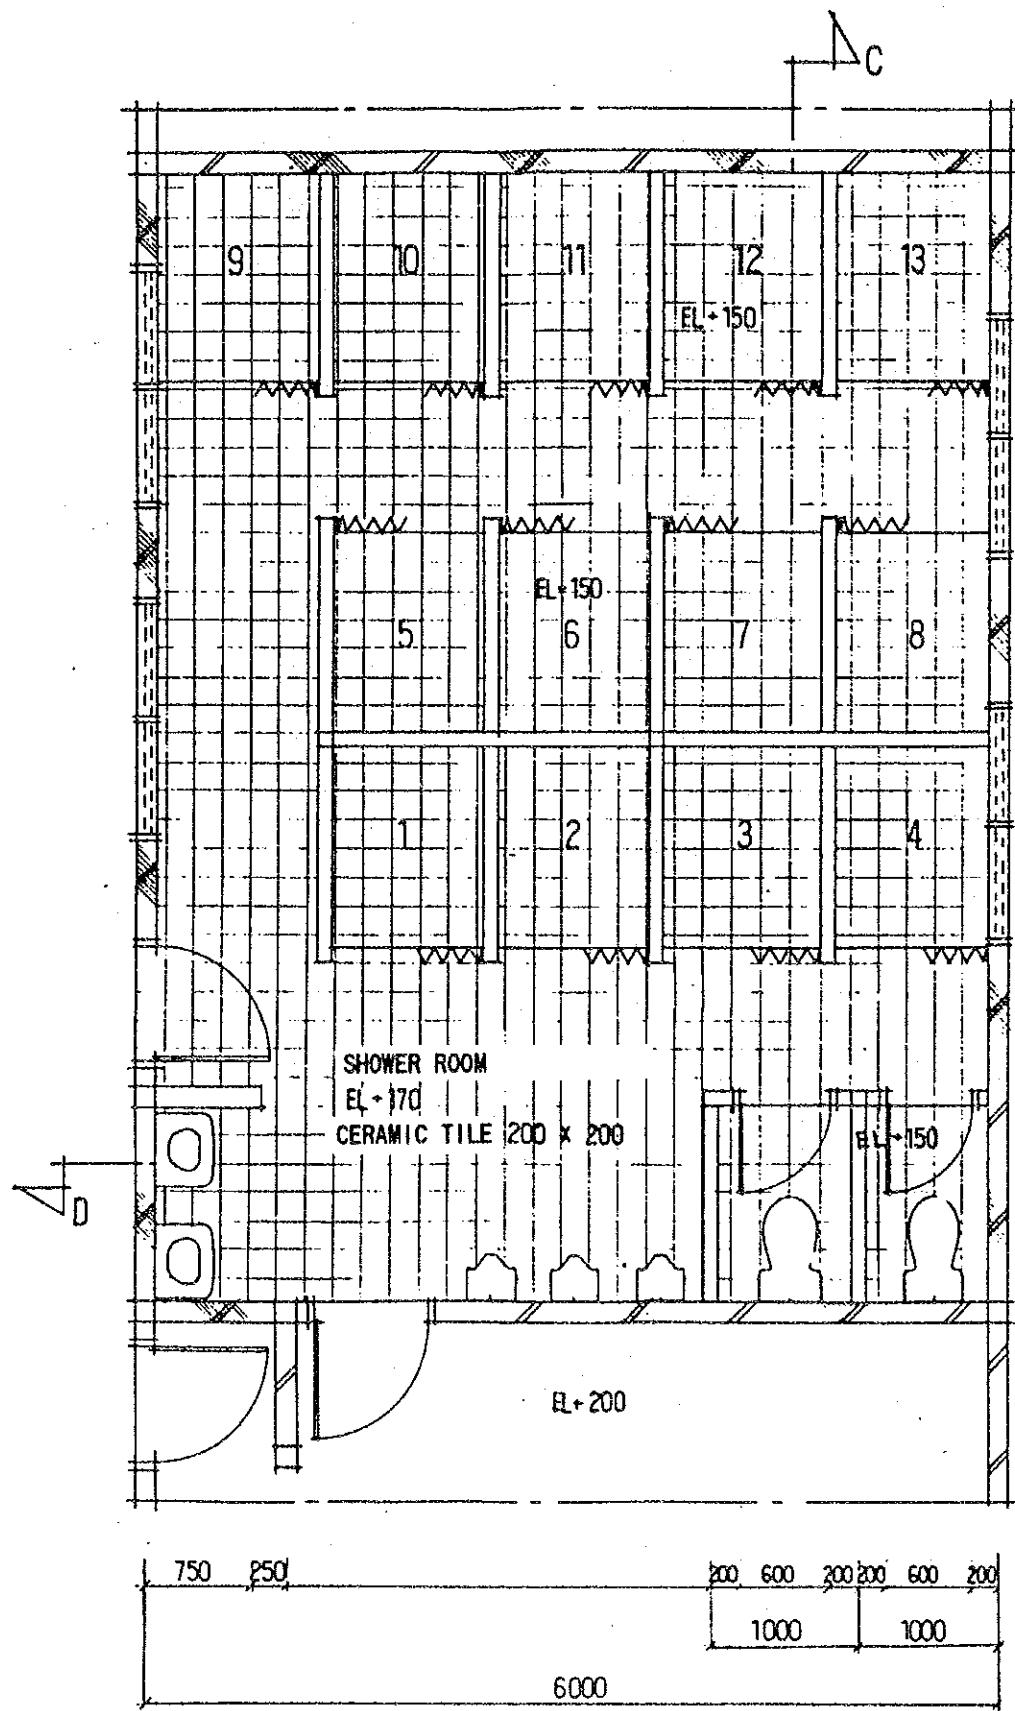 C
9 10 11 12 13
EL+150
EL+150
5 6 7 8
1 2 3 4
SHOWER ROOM
EL+170
CERAMIC TILE 200 X 200
EL+150
D
EL+200
750 250 200 600 200 200 600 200
1000 1000
6000